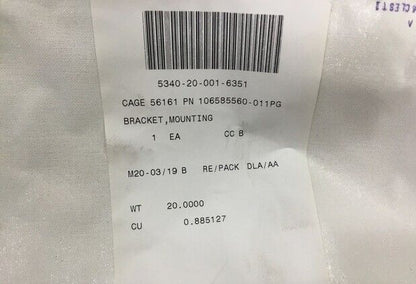 5340-20-001-6351
CAGE 56161 PN 106585560-011PG
BRACKET,MOUNTING
1 EA CC B
M20-03/19 B RE/PACK DLA/AA
WT 20.0000
CU 0.885127